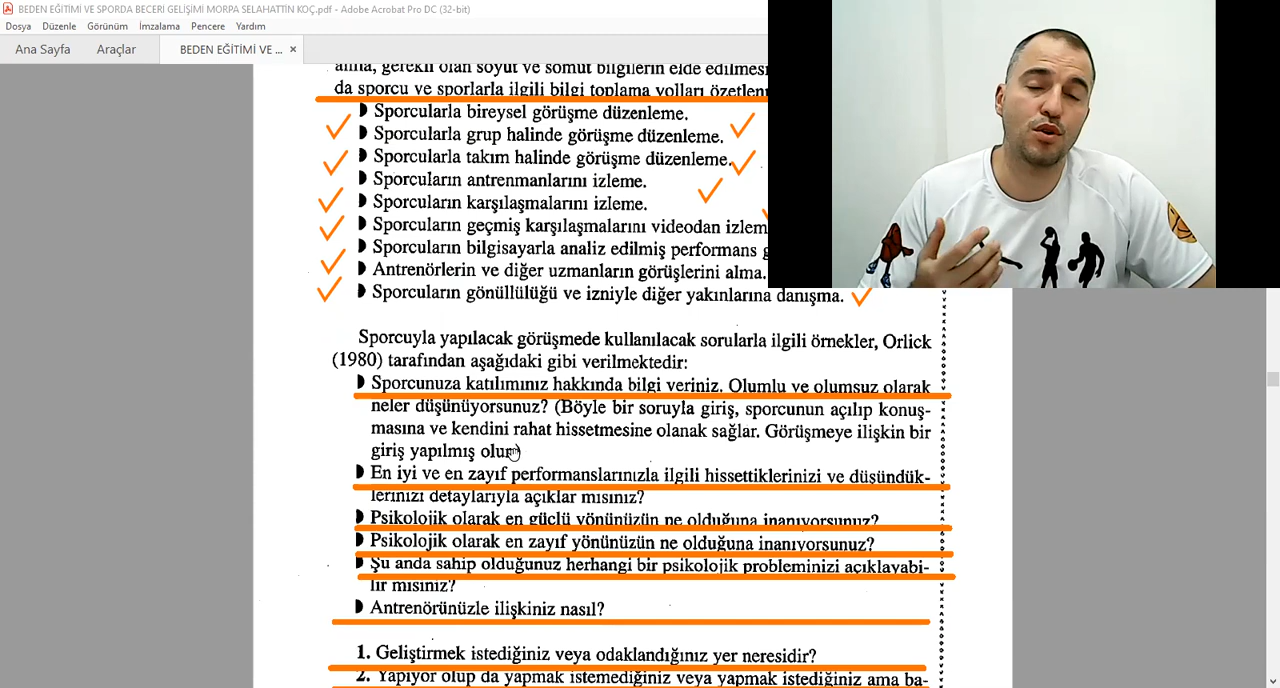 BEDEN EĞİTİMİ VE SPORDA BECERİ GELİŞİMİ MORPA SELAHATTİN KOÇ.pdf - Adobe Acrobat Pro DC (32-bit)
Dosya Düzenle Görünüm İmzalama Pencere Yardım
Ana Sayfa Araçlar BEDEN EĞİTİMİ VE ... ×
alma, gerekli olan soyut ve somut bilgilerin elde edilmesi
da sporcu ve sporlarla ilgili bilgi toplama yolları özetlen
Sporcularla bireysel görüşme düzenleme.
Sporcularla grup halinde görüşme düzenleme.
Sporcularla takım halinde görüşme düzenleme.
Sporcuların antrenmanlarını izleme.
Sporcuların karşılaşmalarını izleme.
Sporcuların geçmiş karşılaşmalarını videodan izlem
Sporcuların bilgisayarla analiz edilmiş performans g
Antrenörlerin ve diğer uzmanların görüşlerini alma.
Sporcuların gönüllülüğü ve izniyle diğer yakınlarına danışma.
Sporcuyla yapılacak görüşmede kullanılacak sorularla ilgili örnekler, Orlick
(1980) tarafından aşağıdaki gibi verilmektedir:
Sporcunuza katılımınız hakkında bilgi veriniz. Olumlu ve olumsuz olarak
neler düşünüyorsunuz? (Böyle bir soruyla giriş, sporcunun açılıp konuş-
masına ve kendini rahat hissetmesine olanak sağlar. Görüşmeye ilişkin bir
giriş yapılmış olur)
En iyi ve en zayıf performanslarınızla ilgili hissettiklerinizi ve düşündük-
lerinizi detaylarıyla açıklar mısınız?
Psikolojik olarak en güçlü yönünüzün ne olduğuna inanıyorsunuz?
Psikolojik olarak en zayıf yönünüzün ne olduğuna inanıyorsunuz?
Şu anda sahip olduğunuz herhangi bir psikolojik probleminizi açıklayabi-
lir misiniz?
Antrenörünüzle ilişkiniz nasıl?
1. Geliştirmek istediğiniz veya odaklandığınız yer neresidir?
2. Yapıyor olup da yapmak istemediğiniz veya yapmak istediğiniz ama ba-